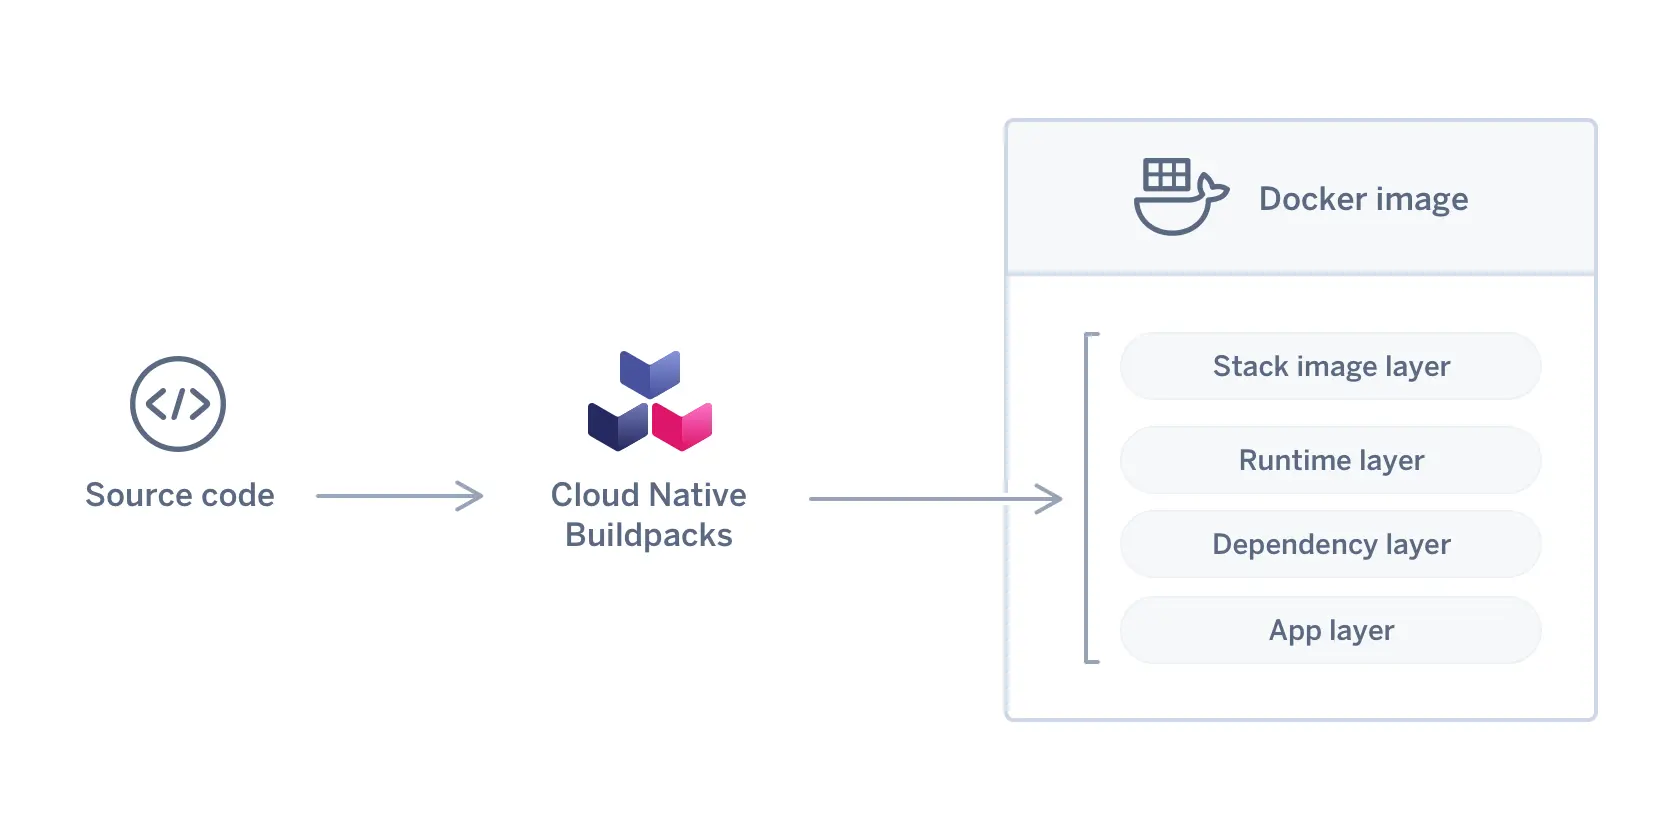 Source code
Cloud Native
Buildpacks
Docker image
Stack image layer
Runtime layer
Dependency layer
App layer